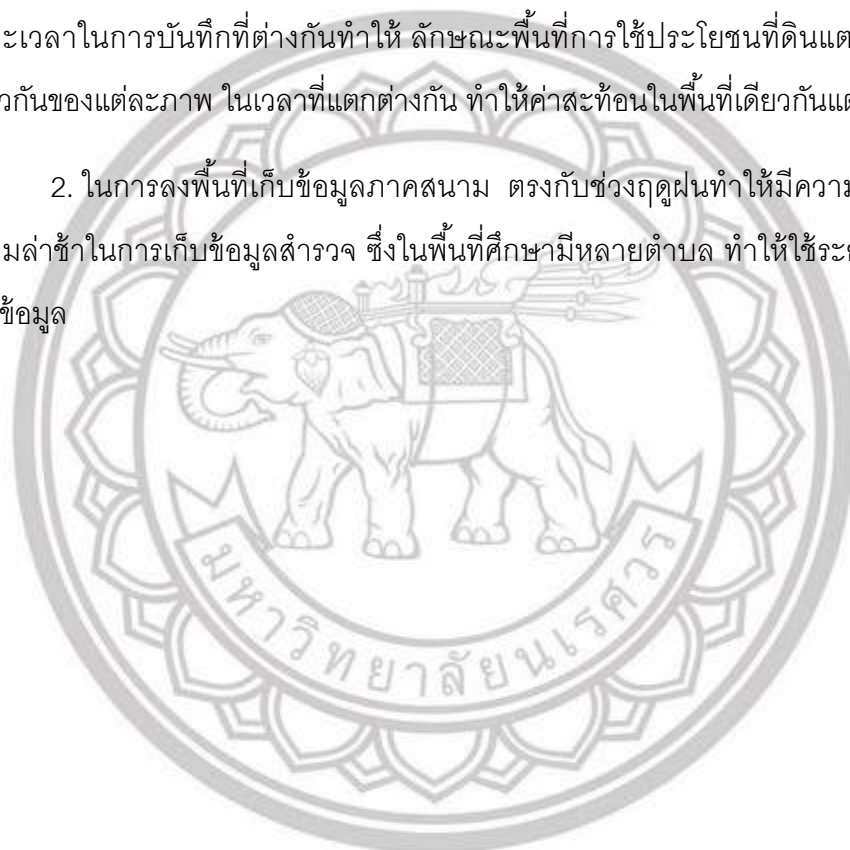 ะเวลาในการบันทึกที่ต่างกันทำให้ ลักษณะพื้นที่การใช้ประโยชน์ที่ดินแต
วกันของแต่ละภาพ ในเวลาที่แตกต่างกัน ทำให้ค่าสะท้อนในพื้นที่เดียวกันแต
2. ในการลงพื้นที่เก็บข้อมูลภาคสนาม ตรงกับช่วงฤดูฝนทำให้มีความ
มล่าช้าในการเก็บข้อมูลสำรวจ ซึ่งในพื้นที่ศึกษามีหลายตำบล ทำให้ใช้ระย
ข้อมูล
มหาวิทยาลัยนเรศวร